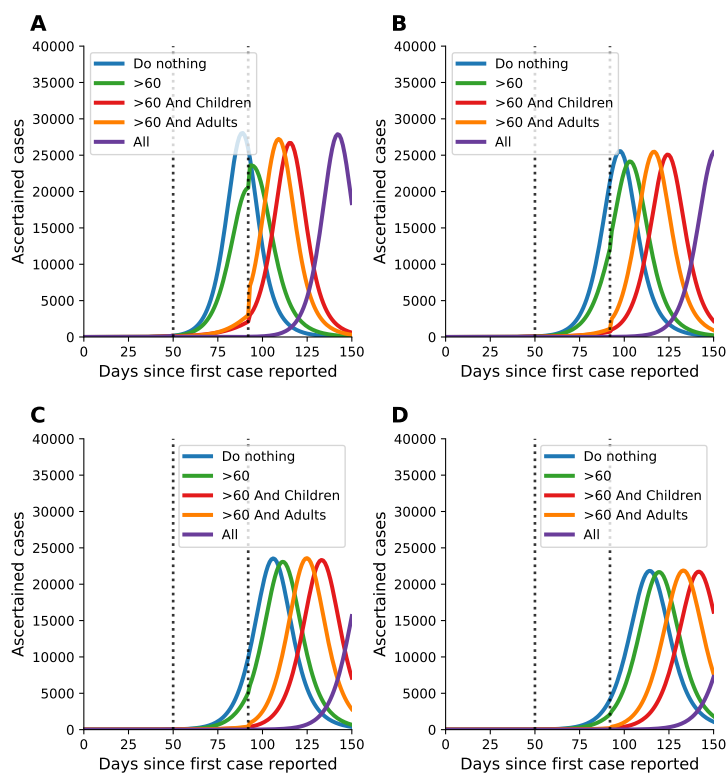 A
40000
35000
30000
25000
20000
15000
10000
5000
0
Ascertained cases
Do nothing
>60
>60 And Children
>60 And Adults
All
0 25 50 75 100 125 150
Days since first case reported
B
40000
35000
30000
25000
20000
15000
10000
5000
0
Ascertained cases
Do nothing
>60
>60 And Children
>60 And Adults
All
0 25 50 75 100 125 150
Days since first case reported
C
40000
35000
30000
25000
20000
15000
10000
5000
0
Ascertained cases
Do nothing
>60
>60 And Children
>60 And Adults
All
0 25 50 75 100 125 150
Days since first case reported
D
40000
35000
30000
25000
20000
15000
10000
5000
0
Ascertained cases
Do nothing
>60
>60 And Children
>60 And Adults
All
0 25 50 75 100 125 150
Days since first case reported